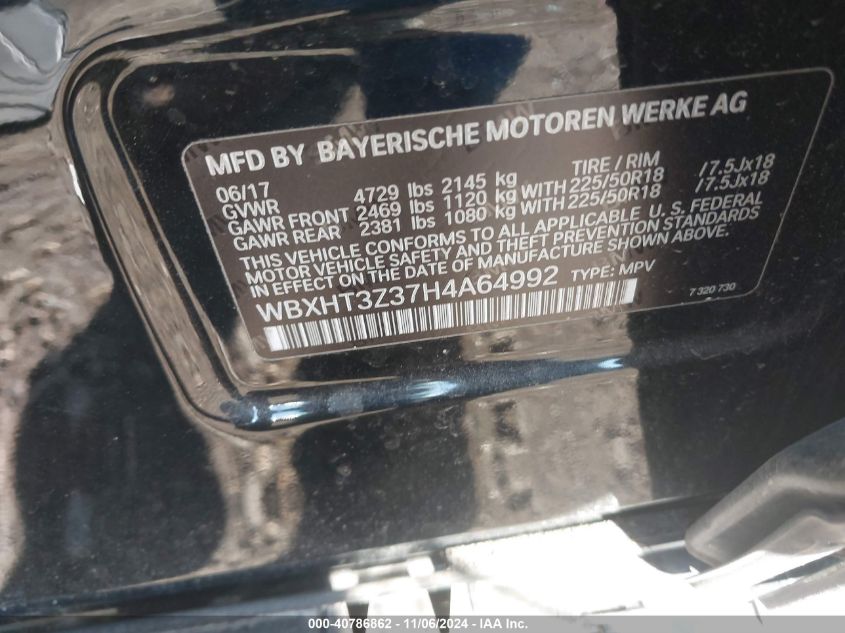 MFD BY BAYERISCHE MOTOREN WERKE AG
06/17 TIRE / RIM
GVWR 4729 lbs 2145 kg
GAWR FRONT 2469 lbs 1120 kg WITH 225/50R18 /7.5Jx18
GAWR REAR 2381 lbs 1080 kg WITH 225/50R18 /7.5Jx18
THIS VEHICLE CONFORMS TO ALL APPLICABLE U. S. FEDERAL
MOTOR VEHICLE SAFETY AND THEFT PREVENTION STANDARDS
IN EFFECT ON THE DATE OF MANUFACTURE SHOWN ABOVE.
WBXHT3Z37H4A64992 TYPE: MPV
7 320 730
000-40786862 - 11/06/2024 - IAA Inc.